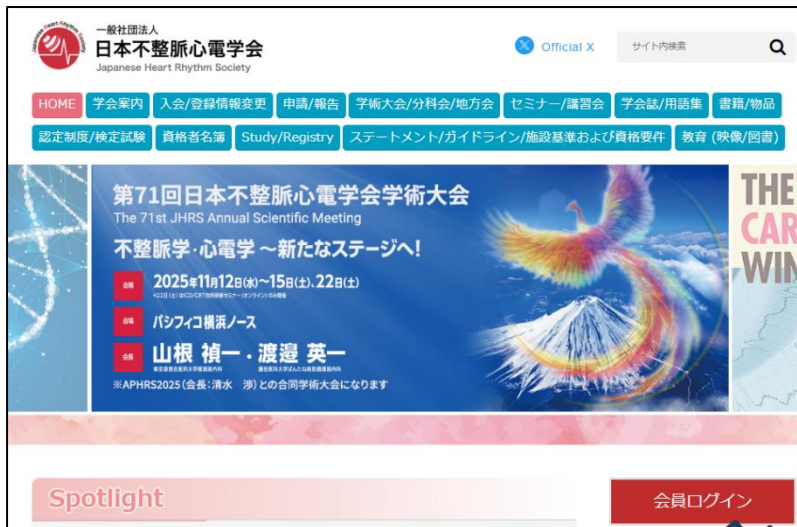 一般社団法人
日本不整脈心電学会
Japanese Heart Rhythm Society
Official X
サイト内検索
HOME 学会案内 入会/登録情報変更 申請/報告 学術大会/分科会/地方会 セミナー/講習会 学会誌/用語集 書籍/物品
認定制度/検定試験 資格者名簿 Study/Registry ステートメント/ガイドライン/施設基準および資格要件 教育 (映像/図書)
第71回日本不整脈心電学会学術大会
The 71st JHRS Annual Scientific Meeting
不整脈学・心電学 〜新たなステージへ!
2025年11月12日(水)〜15日(土)、22日(土)
パシフィコ横浜ノース
会長 山根 禎一・渡邉 英一
※APHRS2025(会長:清水 渉)との合同学術大会になります
THE
CAR
WIN
Spotlight
会員ログイン